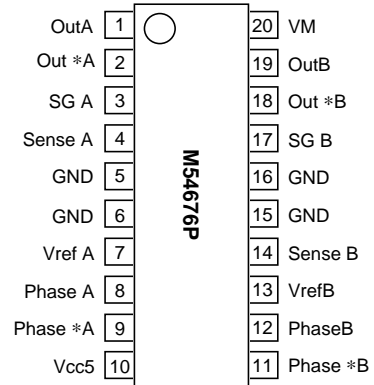 OutA 1 20 VM
Out *A 2 19 OutB
SG A 3 18 Out *B
Sense A 4 17 SG B
GND 5 16 GND
GND 6 15 GND
Vref A 7 14 Sense B
Phase A 8 13 VrefB
Phase *A 9 12 PhaseB
Vcc5 10 11 Phase *B
M54676P